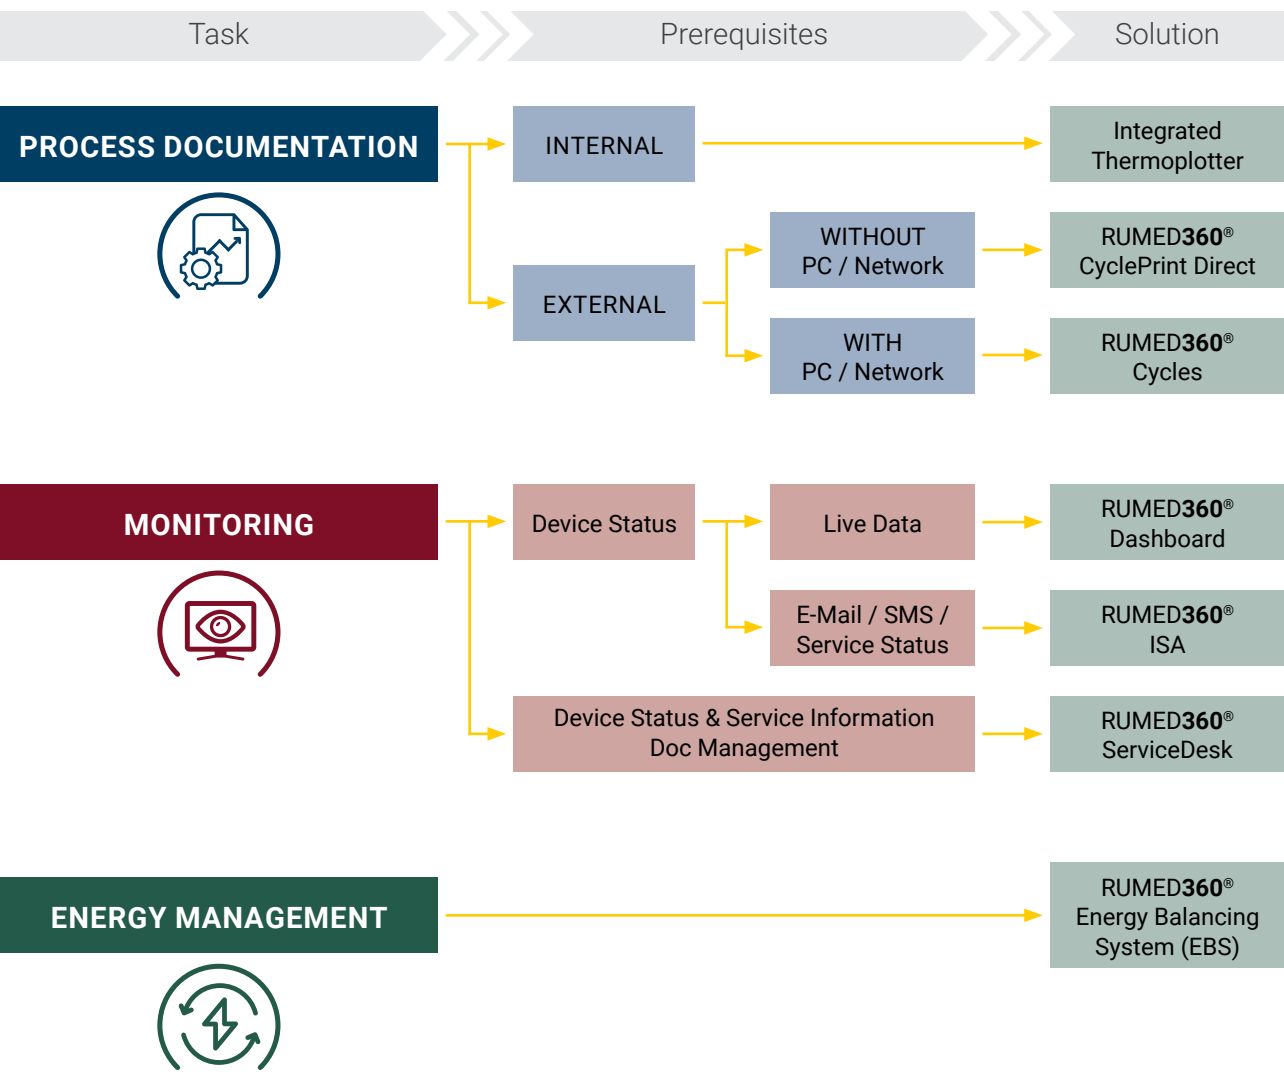 Task
Prerequisites
Solution
PROCESS DOCUMENTATION
INTERNAL
Integrated
Thermoplotter
EXTERNAL
WITHOUT
PC / Network
RUMED360®
CyclePrint Direct
WITH
PC / Network
RUMED360®
Cycles
MONITORING
Device Status
Live Data
RUMED360®
Dashboard
E-Mail / SMS /
Service Status
RUMED360®
ISA
Device Status & Service Information
Doc Management
RUMED360®
ServiceDesk
ENERGY MANAGEMENT
RUMED360®
Energy Balancing
System (EBS)